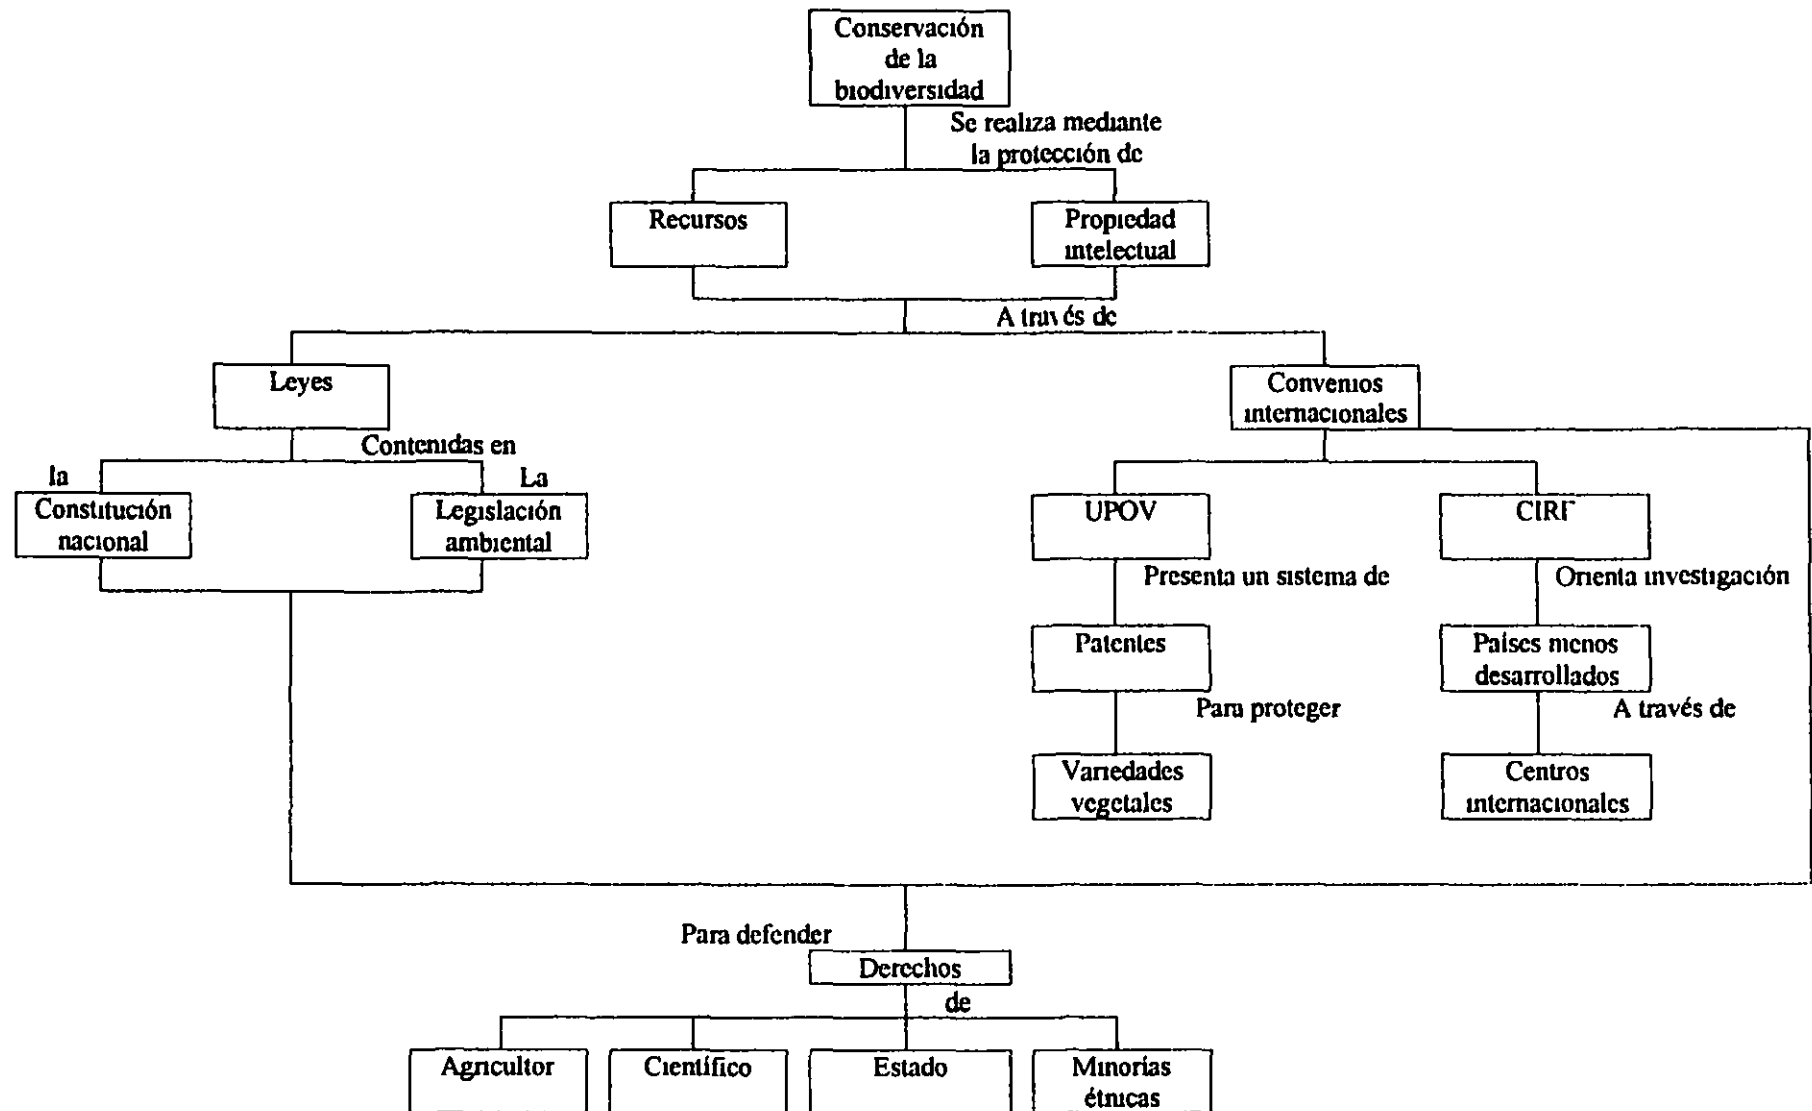 Conservación
de la
biodiversidad
Se realiza mediante
la protección de
Recursos
Propiedad
intelectual
A través de
Leyes
Convenios
internacionales
Contenidas en
la
La
Constitución
nacional
Legislación
ambiental
UPOV
Presenta un sistema de
Orienta investigación
Patentes
Países menos
desarrollados
Para proteger
A través de
Variedades
vegetales
Centros
internacionales
Para defender
Derechos
de
Agricultor
Científico
Estado
Minorías
étnicas